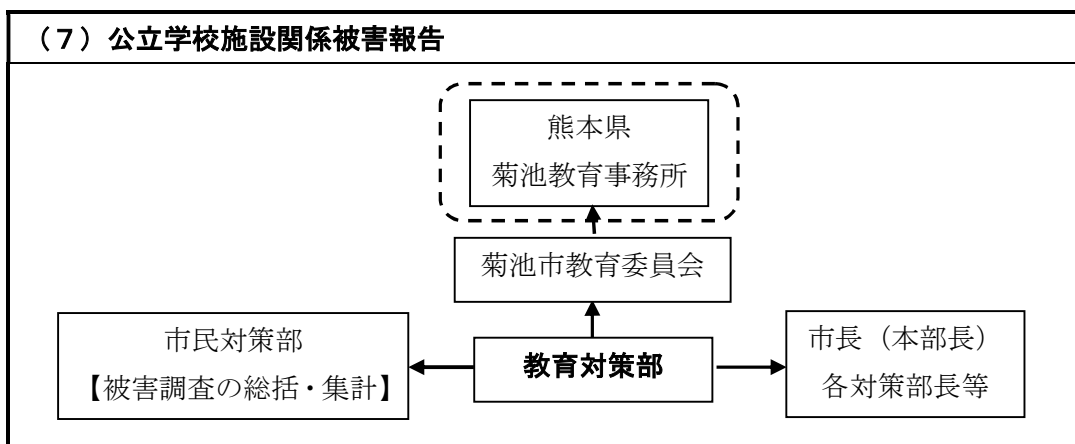 （７）公立学校施設関係被害報告
熊本県
菊池教育事務所
菊池市教育委員会
市民対策部
【被害調査の総括・集計】
教育対策部
市長（本部長）
各対策部長等